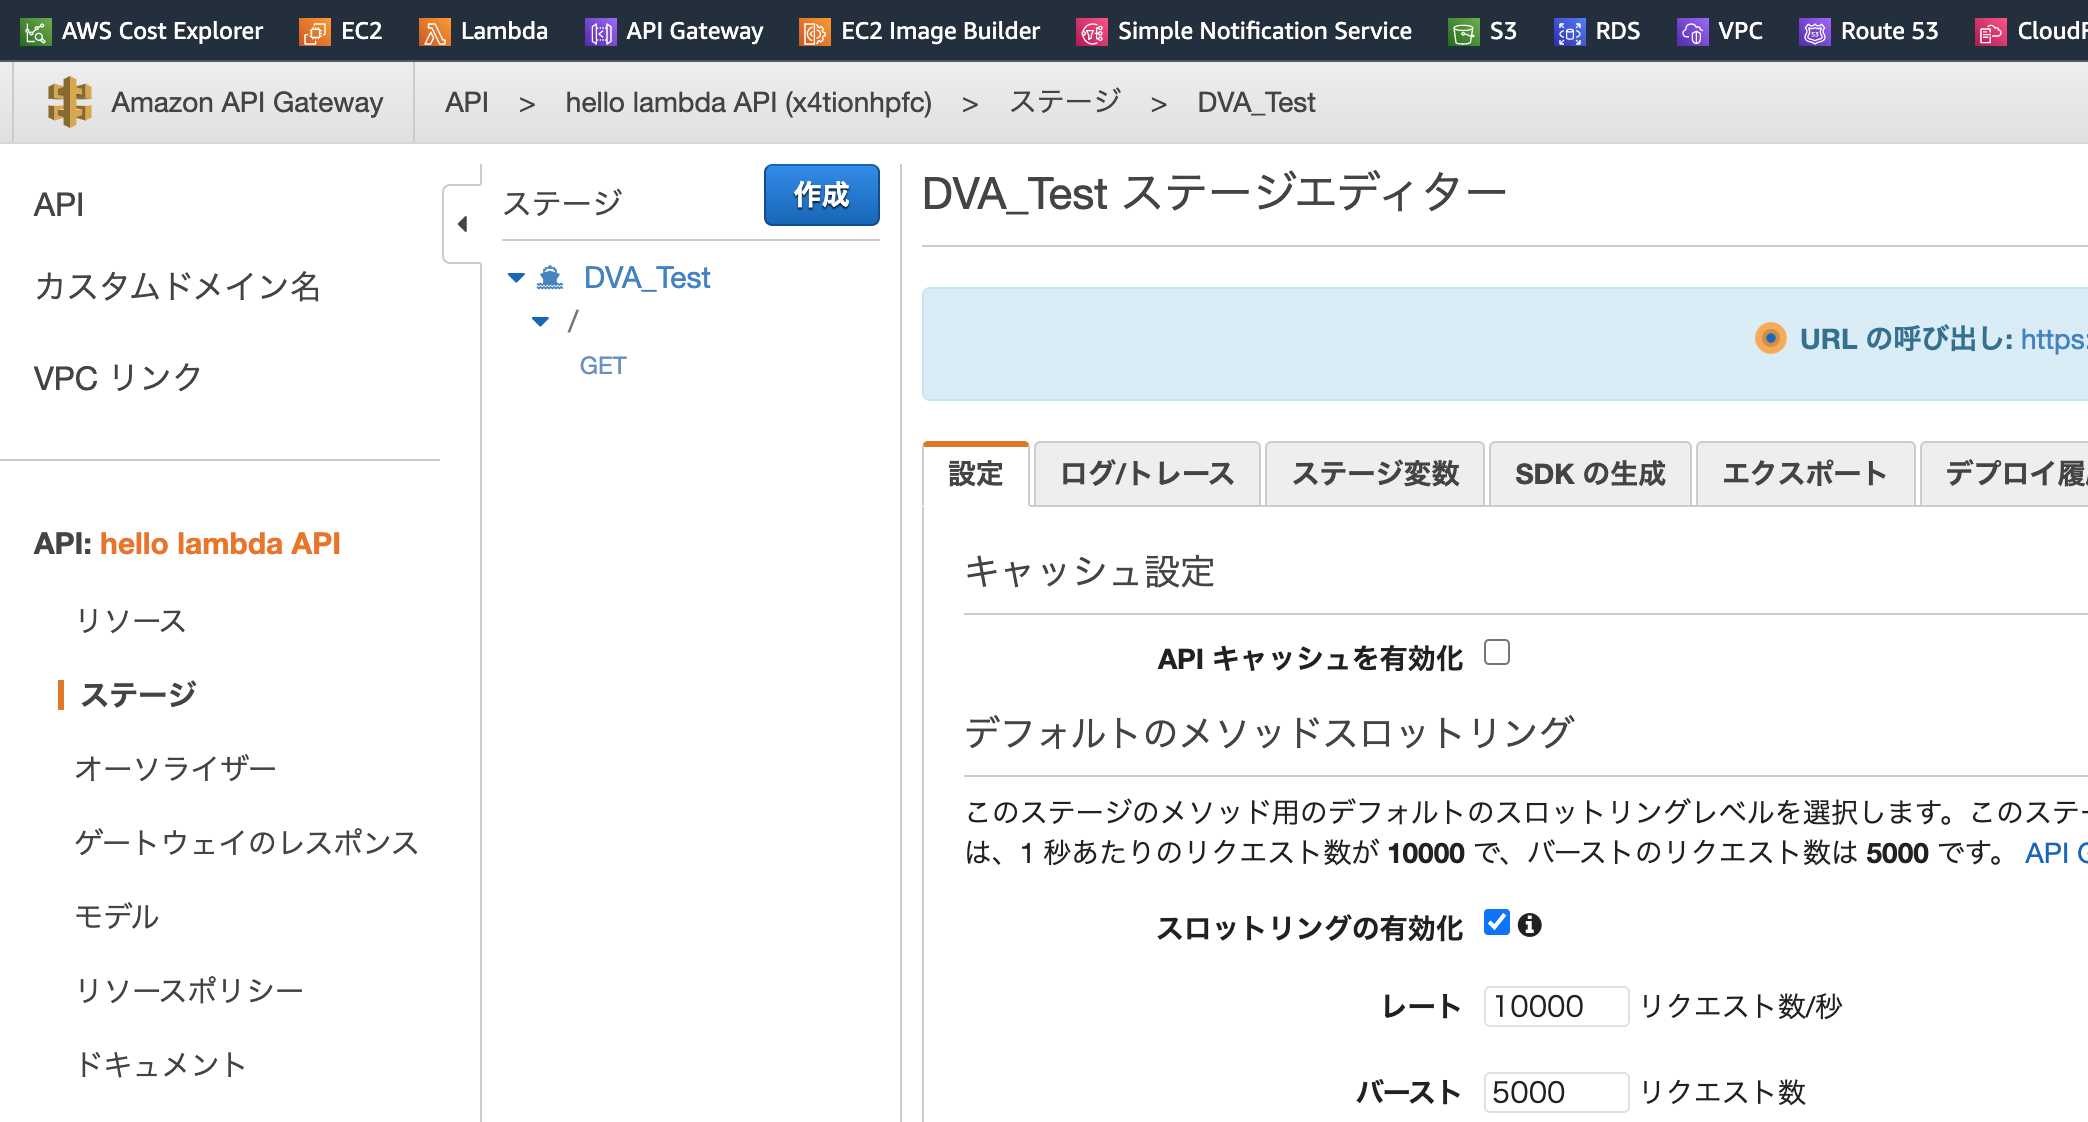 AWS Cost Explorer EC2 Lambda API Gateway EC2 Image Builder Simple Notification Service S3 RDS VPC Route 53 CloudF
Amazon API Gateway API > hello lambda API (x4tionhpfc) > ステージ > DVA_Test
API
カスタムドメイン名
VPC リンク
API: hello lambda API
リソース
ステージ
オーソライザー
ゲートウェイのレスポンス
モデル
リソースポリシー
ドキュメント
ステージ 作成
DVA_Test
/
GET
DVA_Test ステージエディター
URL の呼び出し: https:
設定 ログ/トレース ステージ変数 SDK の生成 エクスポート デプロイ履
キャッシュ設定
API キャッシュを有効化
デフォルトのメソッドスロットリング
このステージのメソッド用のデフォルトのスロットリングレベルを選択します。このステー
は、1 秒あたりのリクエスト数が 10000 で、バーストのリクエスト数は 5000 です。 API G
スロットリングの有効化
レート 10000 リクエスト数/秒
バースト 5000 リクエスト数